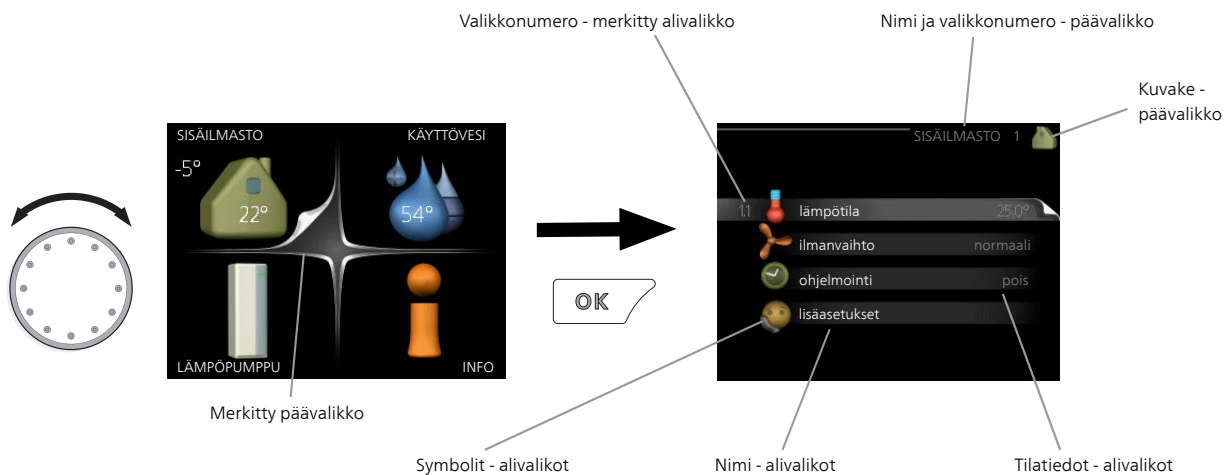 Valikkonumero - merkitty alivalikko
Nimi ja valikkonumero - päävalikko
Kuvake -
päävalikko
SISÄILMASTO
KÄYTTÖVESI
-5°
22°
54°
LÄMPÖPUMPPU
INFO
Merkitty päävalikko
OK
SISÄILMASTO 1
1.1 lämpötila 25.0°
ilmanvaihto normaali
ohjelmointi pois
lisäasetukset
Symbolit - alivalikot
Nimi - alivalikot
Tilatiedot - alivalikot